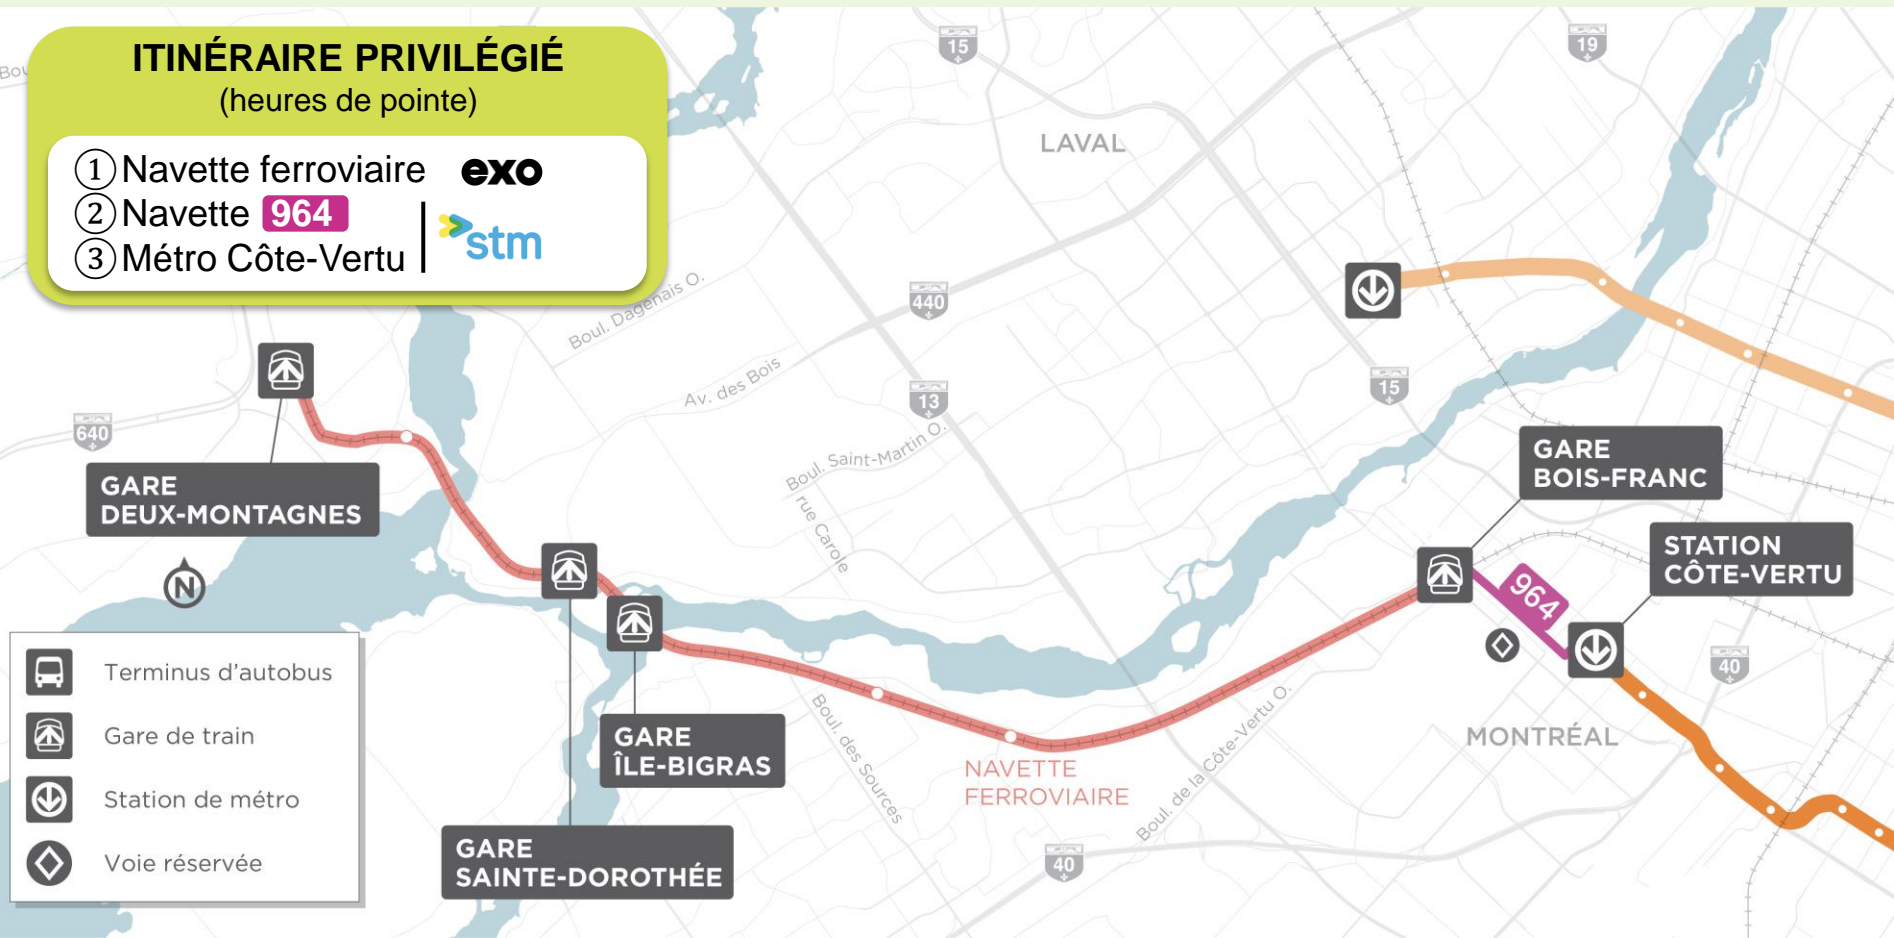 ITINÉRAIRE PRIVILÉGIÉ
(heures de pointe)
① Navette ferroviaire exo
② Navette 964
③ Métro Côte-Vertu
stm
15
19
LAVAL
Boul. Dagenais O.
440
Av. des Bois
13
15
640
Boul. Saint-Martin O.
rue Carole
GARE
DEUX-MONTAGNES
N
GARE
BOIS-FRANC
STATION
CÔTE-VERTU
964
40
MONTRÉAL
Terminus d'autobus
Gare de train
Station de métro
Voie réservée
GARE
ÎLE-BIGRAS
GARE
SAINTE-DOROTHÉE
Boul. des Sources
NAVETTE
FERROVIAIRE
Boul. de la Côte-Vertu O.
40